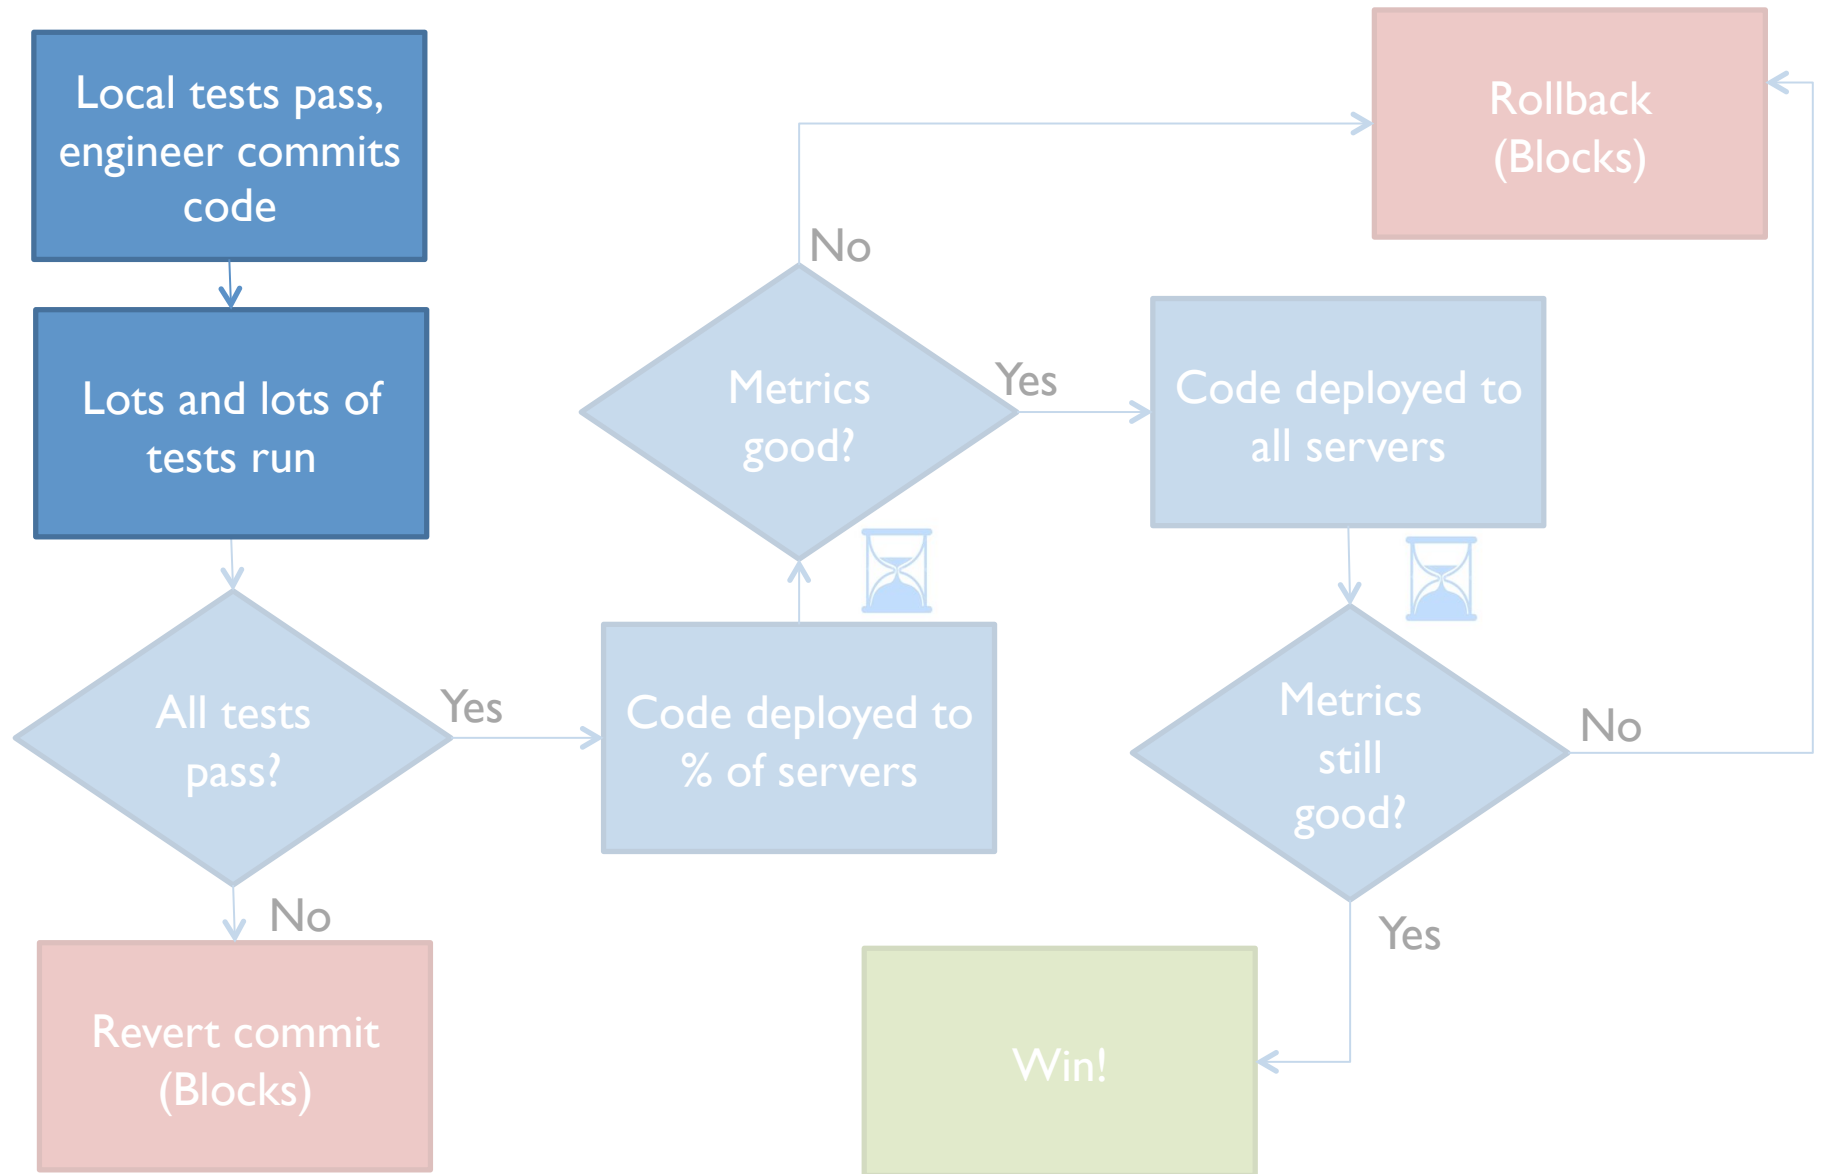 Local tests pass,
engineer commits
code
Lots and lots of
tests run
All tests
pass?
Yes
No
Revert commit
(Blocks)
Code deployed to
% of servers
Metrics
good?
No
Yes
Rollback
(Blocks)
Code deployed to
all servers
Metrics
still
good?
No
Yes
Win!